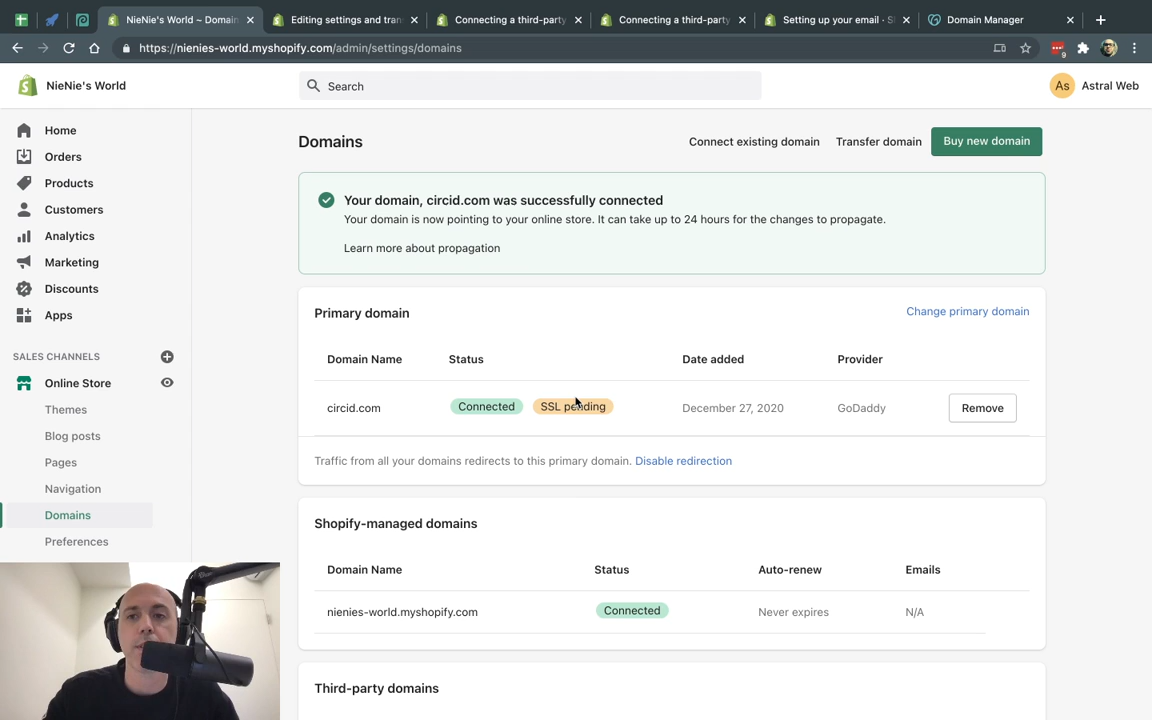 NieNie's World ~ Domain
Editing settings and tran
Connecting a third-party
Connecting a third-party
Setting up your email · S
Domain Manager
https://nienies-world.myshopify.com/admin/settings/domains
9
NieNie's World
Search
As
Astral Web
Home
Orders
Products
Customers
Analytics
Marketing
Discounts
Apps
SALES CHANNELS
Online Store
Themes
Blog posts
Pages
Navigation
Domains
Preferences
Domains
Connect existing domain
Transfer domain
Buy new domain
Your domain, circid.com was successfully connected
Your domain is now pointing to your online store. It can take up to 24 hours for the changes to propagate.
Learn more about propagation
Primary domain
Change primary domain
Domain Name Status Date added Provider
circid.com Connected SSL pending December 27, 2020 GoDaddy Remove
Traffic from all your domains redirects to this primary domain. Disable redirection
Shopify-managed domains
Domain Name Status Auto-renew Emails
nienies-world.myshopify.com Connected Never expires N/A
Third-party domains